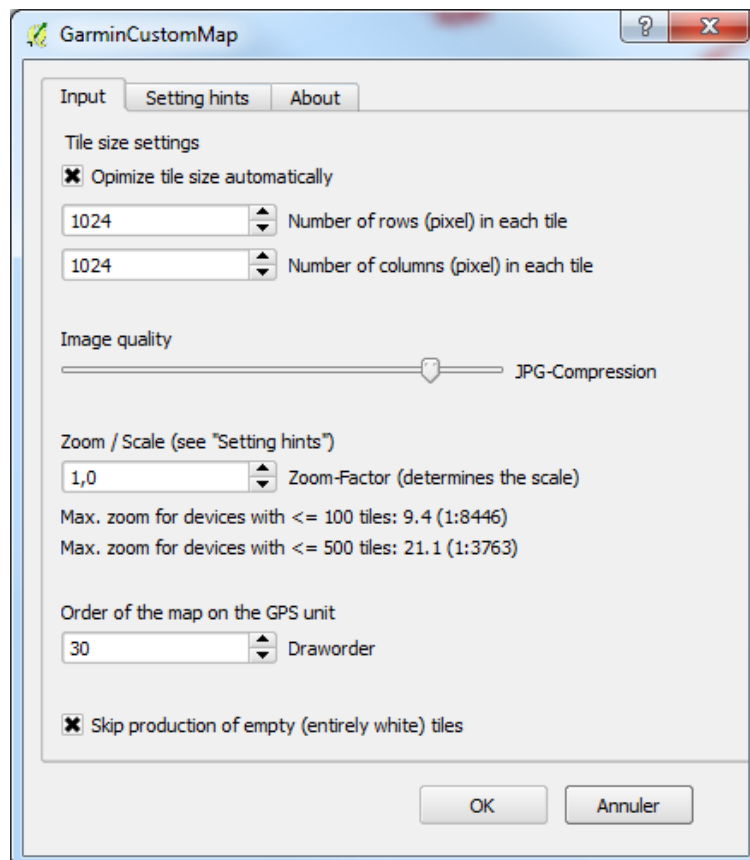 GarminCustomMap
Input Setting hints About
Tile size settings
Opimize tile size automatically
1024 Number of rows (pixel) in each tile
1024 Number of columns (pixel) in each tile
Image quality
JPG-Compression
Zoom / Scale (see "Setting hints")
1,0 Zoom-Factor (determines the scale)
Max. zoom for devices with <= 100 tiles: 9.4 (1:8446)
Max. zoom for devices with <= 500 tiles: 21.1 (1:3763)
Order of the map on the GPS unit
30 Draworder
Skip production of empty (entirely white) tiles
OK Annuler